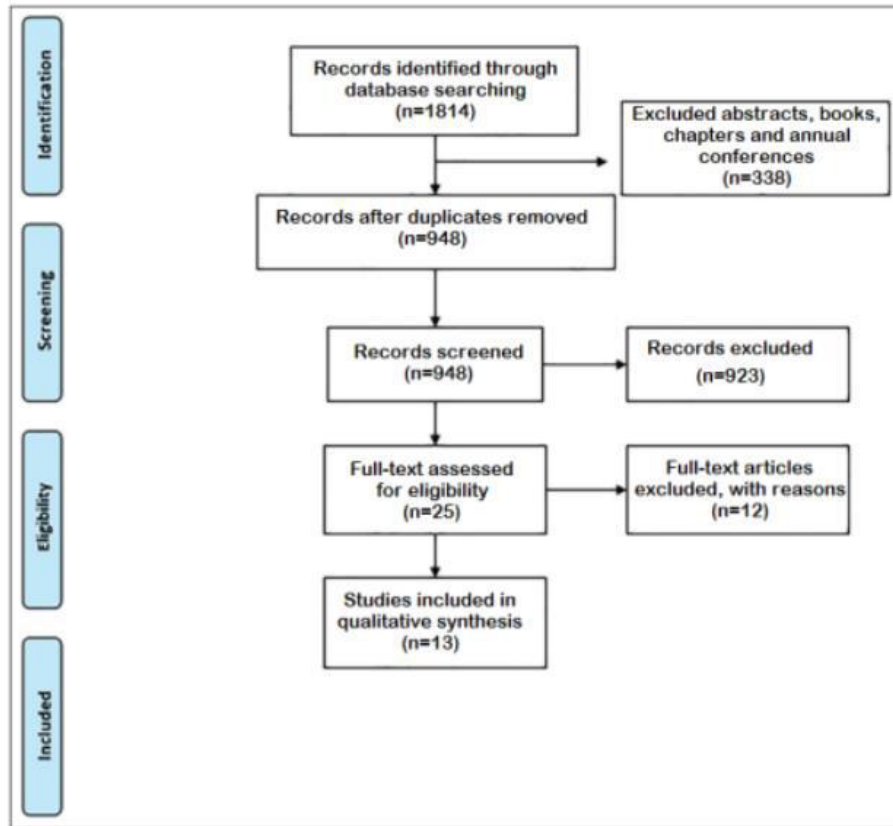 Identification
Records identified through
database searching
(n=1814)
Excluded abstracts, books,
chapters and annual
conferences
(n=338)
Records after duplicates removed
(n=948)
Screening
Records screened
(n=948)
Records excluded
(n=923)
Eligibility
Full-text assessed
for eligibility
(n=25)
Full-text articles
excluded, with reasons
(n=12)
Studies included in
qualitative synthesis
(n=13)
Included